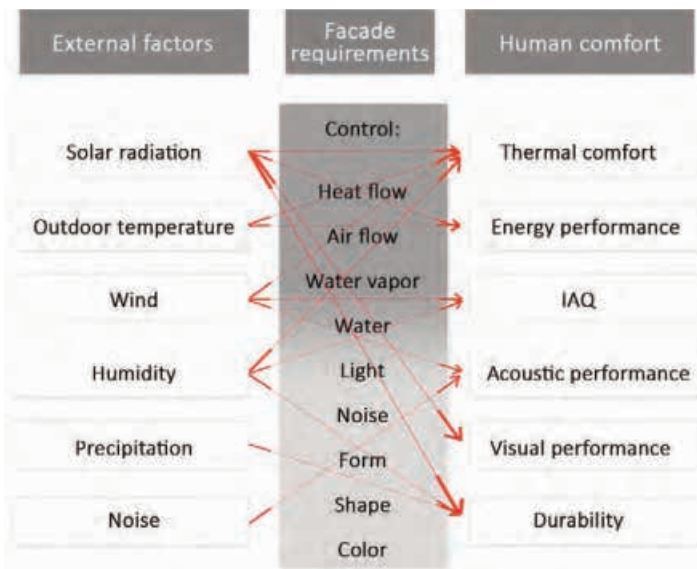 External factors
Facade
requirements
Human comfort
Control:
Solar radiation
Thermal comfort
Heat flow
Outdoor temperature
Energy performance
Air flow
Water vapor
Wind
IAQ
Water
Humidity
Light
Acoustic performance
Noise
Precipitation
Visual performance
Form
Shape
Noise
Durability
Color